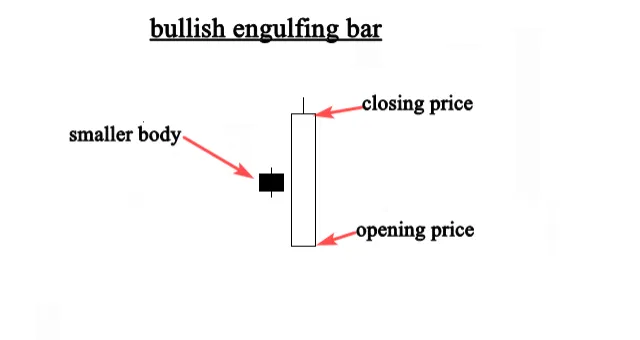 bullish engulfing bar
closing price
smaller body
opening price